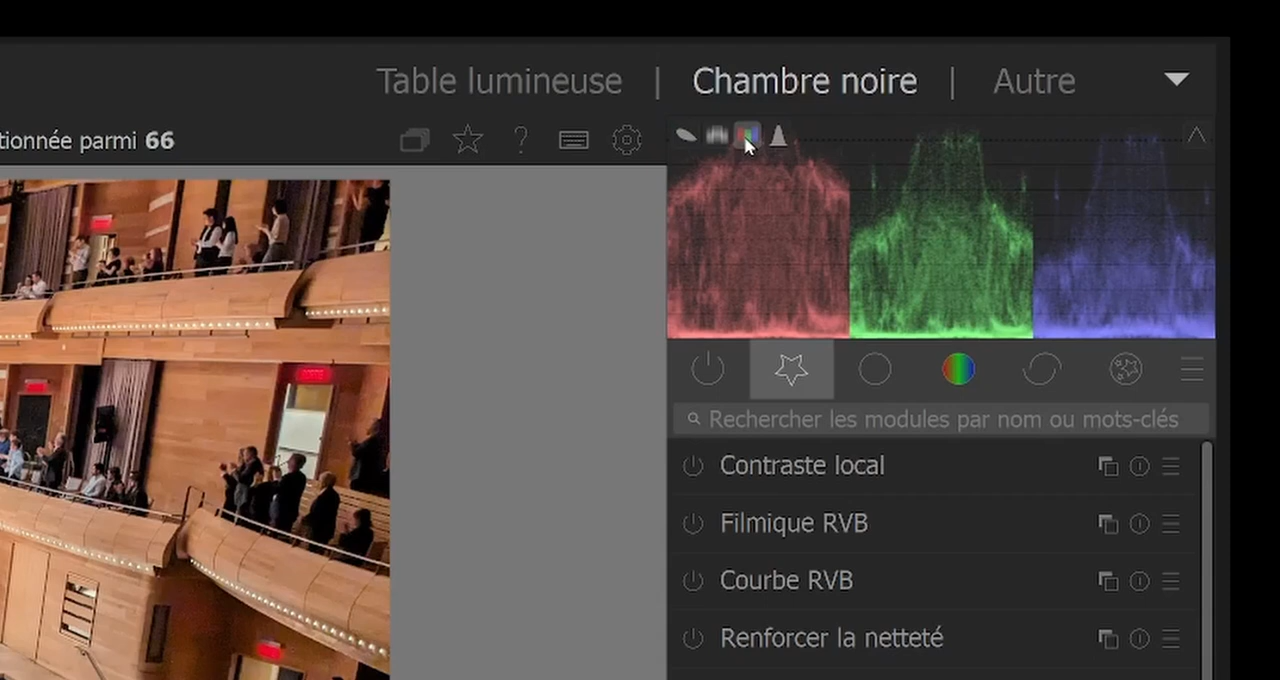 Table lumineuse | Chambre noire | Autre
tionnée parmi 66
Rechercher les modules par nom ou mots-clés
Contraste local
Filmique RVB
Courbe RVB
Renforcer la netteté